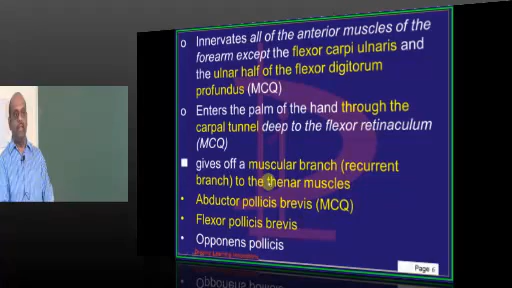 o Innervates all of the anterior muscles of the
forearm except the flexor carpi ulnaris and
the ulnar half of the flexor digitorum
profundus (MCQ)
o Enters the palm of the hand through the
carpal tunnel deep to the flexor retinaculum
(MCQ)
■ gives off a muscular branch (recurrent
branch) to the thenar muscles
• Abductor pollicis brevis (MCQ)
• Flexor pollicis brevis
• Opponens pollicis
Page 6